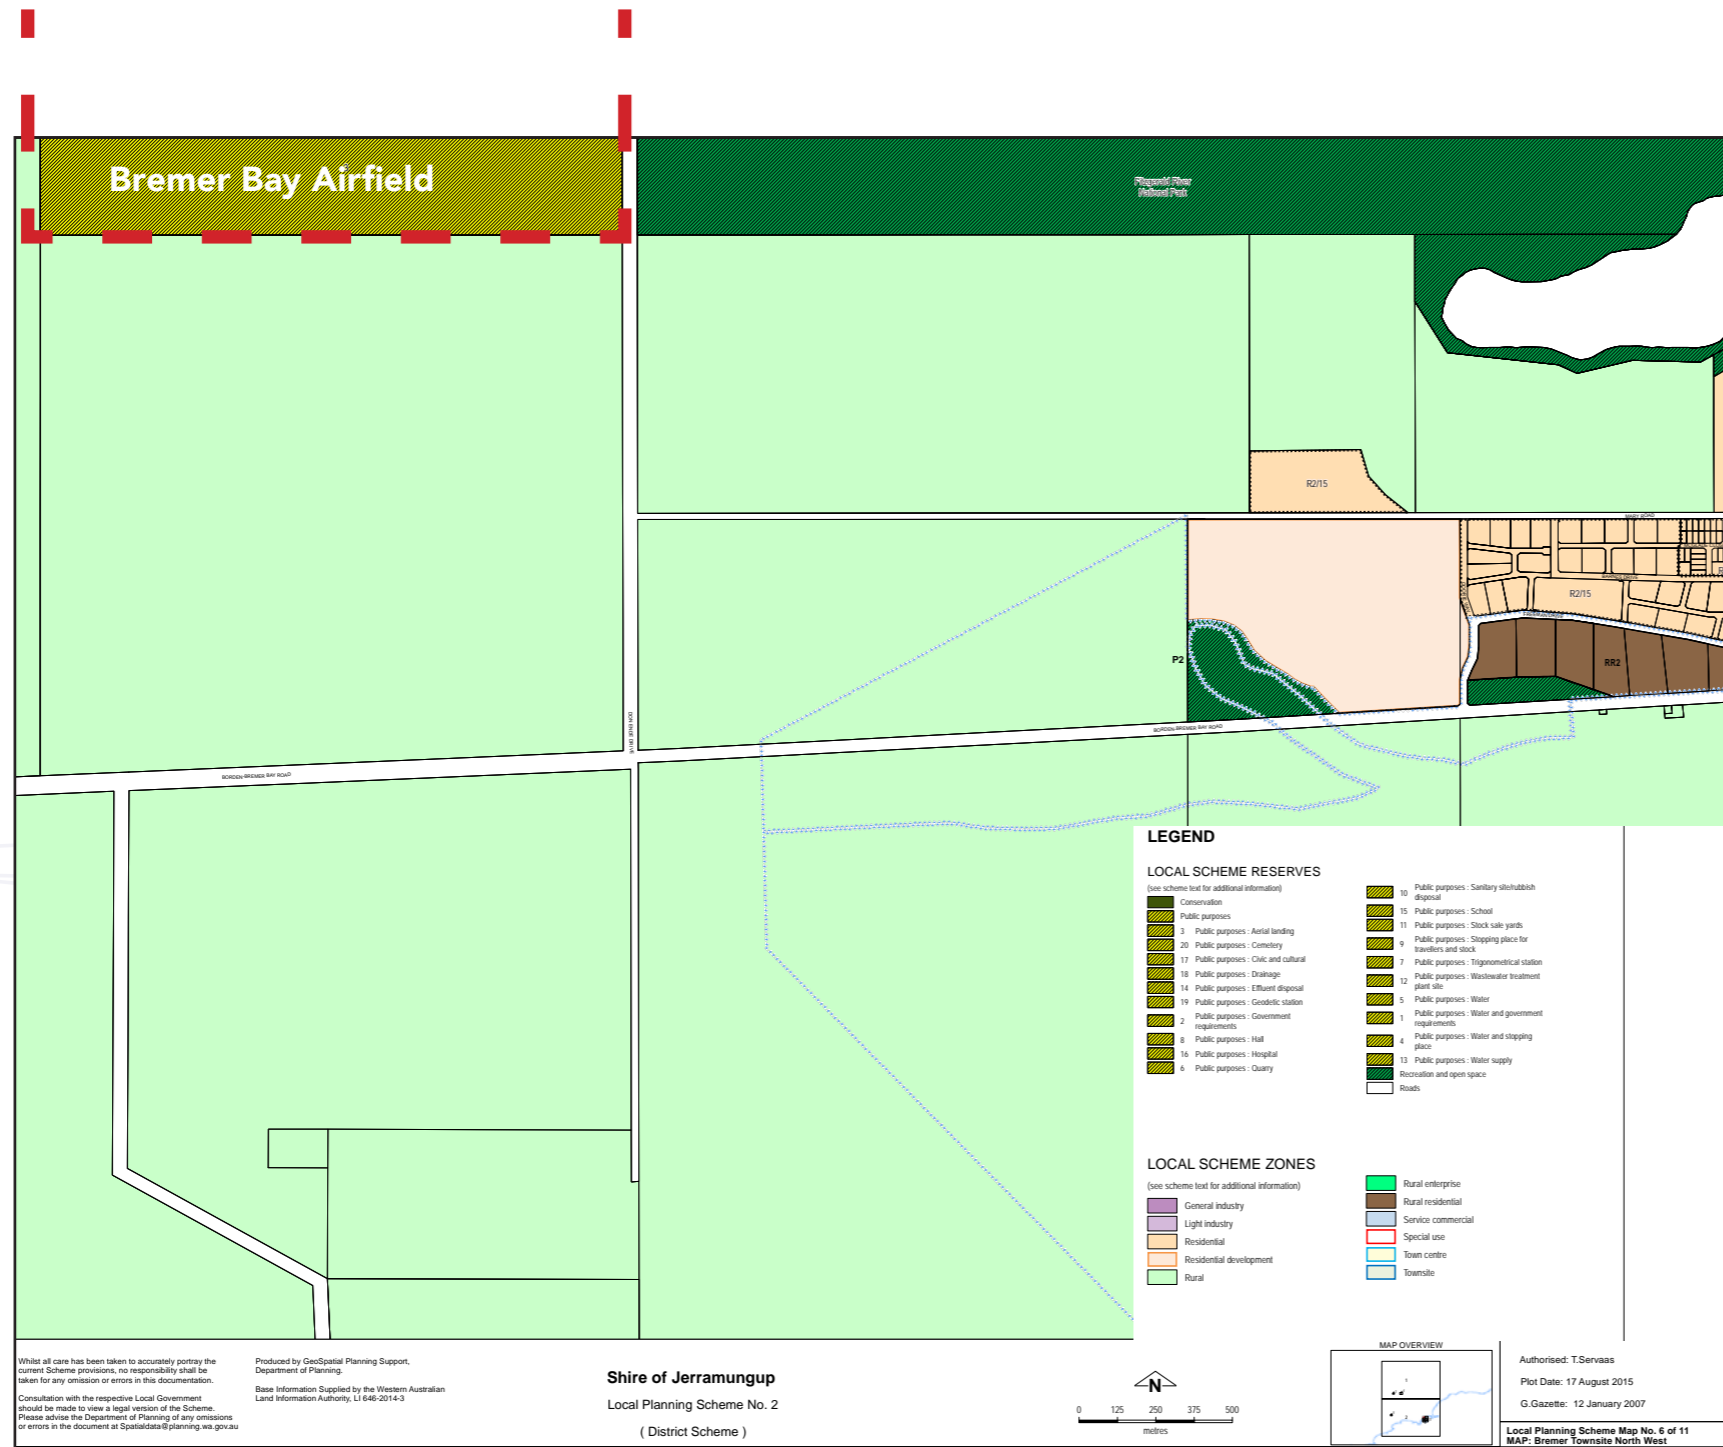 Bremer Bay Airfield
Fitzgerald River
National Park
R2/15
MARY ROAD
BARNES DRIVE
R2/15
FREEMAN DRIVE
P2
RR2
DON ENDE DRIVE
BORDEN-BREMER BAY ROAD
BORDEN-BREMER BAY ROAD
LEGEND
LOCAL SCHEME RESERVES
(see scheme text for additional information)
Conservation
Public purposes
3 Public purposes : Aerial landing
20 Public purposes : Cemetery
17 Public purposes : Civic and cultural
18 Public purposes : Drainage
14 Public purposes : Effluent disposal
19 Public purposes : Geodetic station
2 Public purposes : Government
requirements
8 Public purposes : Hall
16 Public purposes : Hospital
6 Public purposes : Quarry
10 Public purposes : Sanitary site/rubbish
disposal
15 Public purposes : School
11 Public purposes : Stock sale yards
9 Public purposes : Stopping place for
travellers and stock
7 Public purposes : Trigonometrical station
12 Public purposes : Wastewater treatment
plant site
5 Public purposes : Water
1 Public purposes : Water and government
requirements
4 Public purposes : Water and stopping
place
13 Public purposes : Water supply
Recreation and open space
Roads
LOCAL SCHEME ZONES
(see scheme text for additional information)
General industry
Light industry
Residential
Residential development
Rural
Rural enterprise
Rural residential
Service commercial
Special use
Town centre
Townsite
Whilst all care has been taken to accurately portray the
current Scheme provisions, no responsibility shall be
taken for any omission or errors in this documentation.
Consultation with the respective Local Government
should be made to view a legal version of the Scheme.
Please advise the Department of Planning of any omissions
or errors in the document at Spatialdata@planning.wa.gov.au
Produced by GeoSpatial Planning Support,
Department of Planning.
Base Information Supplied by the Western Australian
Land Information Authority, LI 646-2014-3
Shire of Jerramungup
Local Planning Scheme No. 2
( District Scheme )
N
0 125 250 375 500
metres
MAP OVERVIEW
1
2
Authorised: T.Servaas
Plot Date: 17 August 2015
G.Gazette: 12 January 2007
Local Planning Scheme Map No. 6 of 11
MAP: Bremer Townsite North West